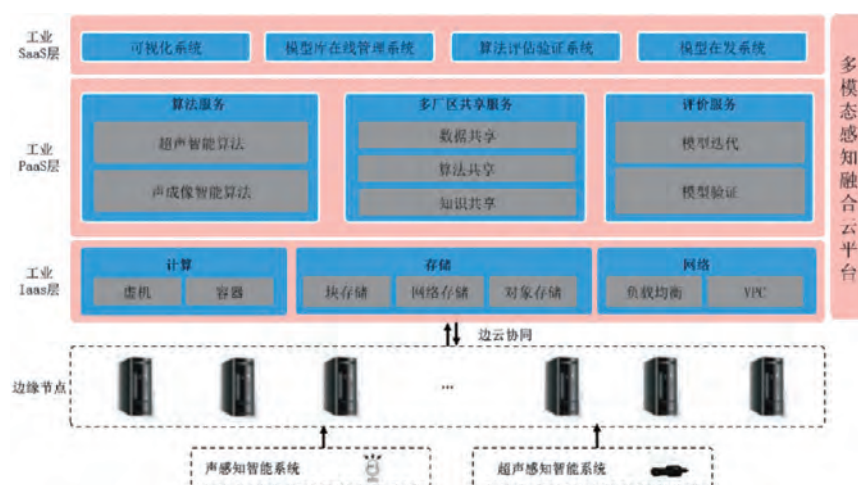 工业
SaaS层
可视化系统
模型库在线管理系统
算法评估验证系统
模型在发系统
多模态感知融合云平台
工业
PaaS层
算法服务
超声智能算法
声成像智能算法
多厂区共享服务
数据共享
算法共享
知识共享
评价服务
模型迭代
模型验证
工业
Iaas层
计算
虚机
容器
存储
块存储
网络存储
对象存储
网络
负载均衡
VPC
边云协同
边缘节点
...
声感知智能系统
超声感知智能系统